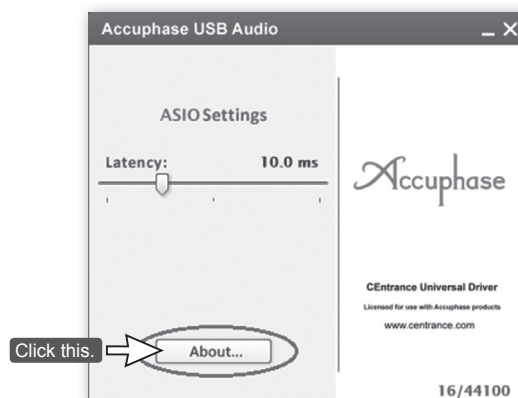 Accuphase USB Audio
ASIO Settings
Latency: 10.0 ms
Click this.
About...
Accuphase
CEntrance Universal Driver
Licensed for use with Accuphase products
www.centrance.com
16/44100